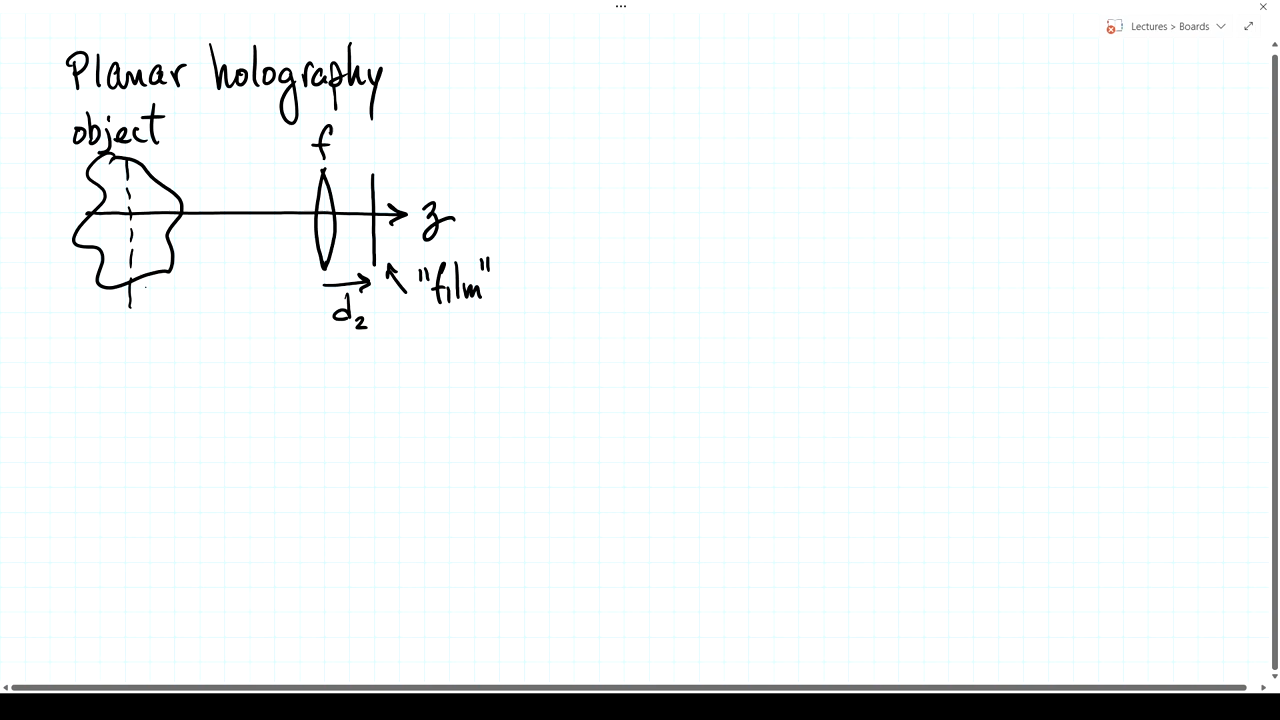 Lectures > Boards
Planar holography
object
f
z
"film"
d₂